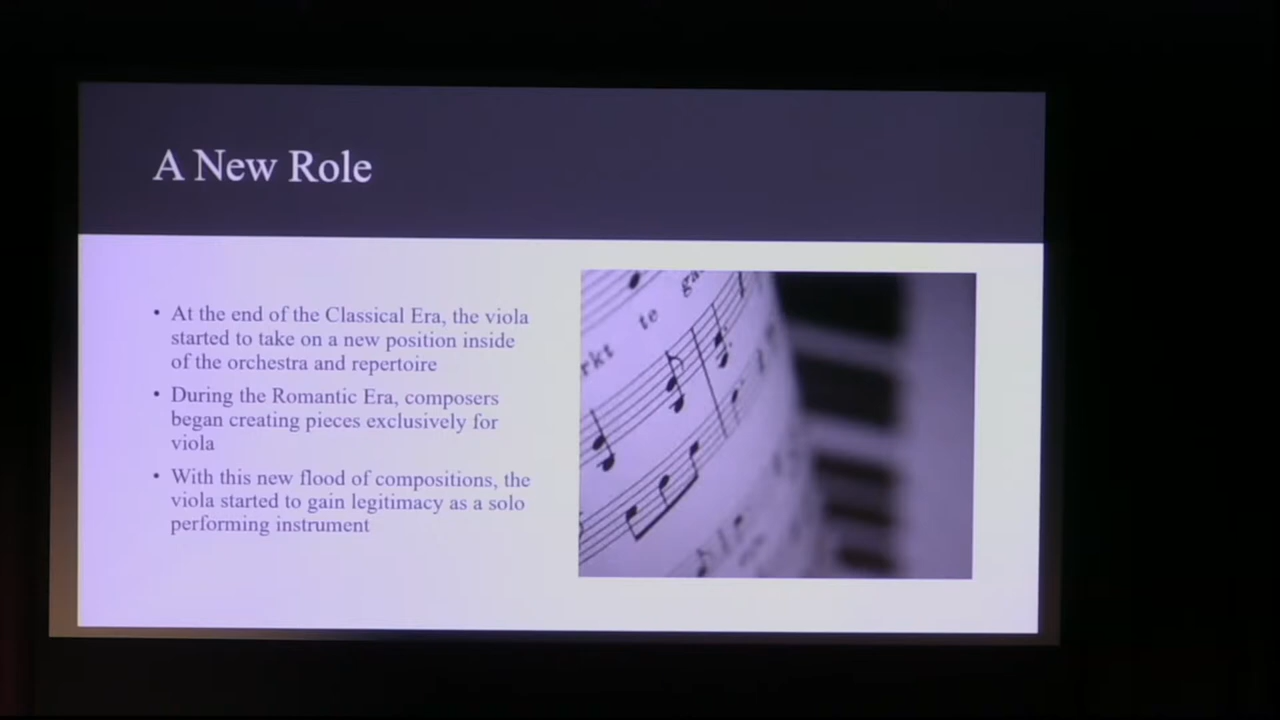 A New Role
• At the end of the Classical Era, the viola
started to take on a new position inside
of the orchestra and repertoire
• During the Romantic Era, composers
began creating pieces exclusively for
viola
• With this new flood of compositions, the
viola started to gain legitimacy as a solo
performing instrument
te
rkt